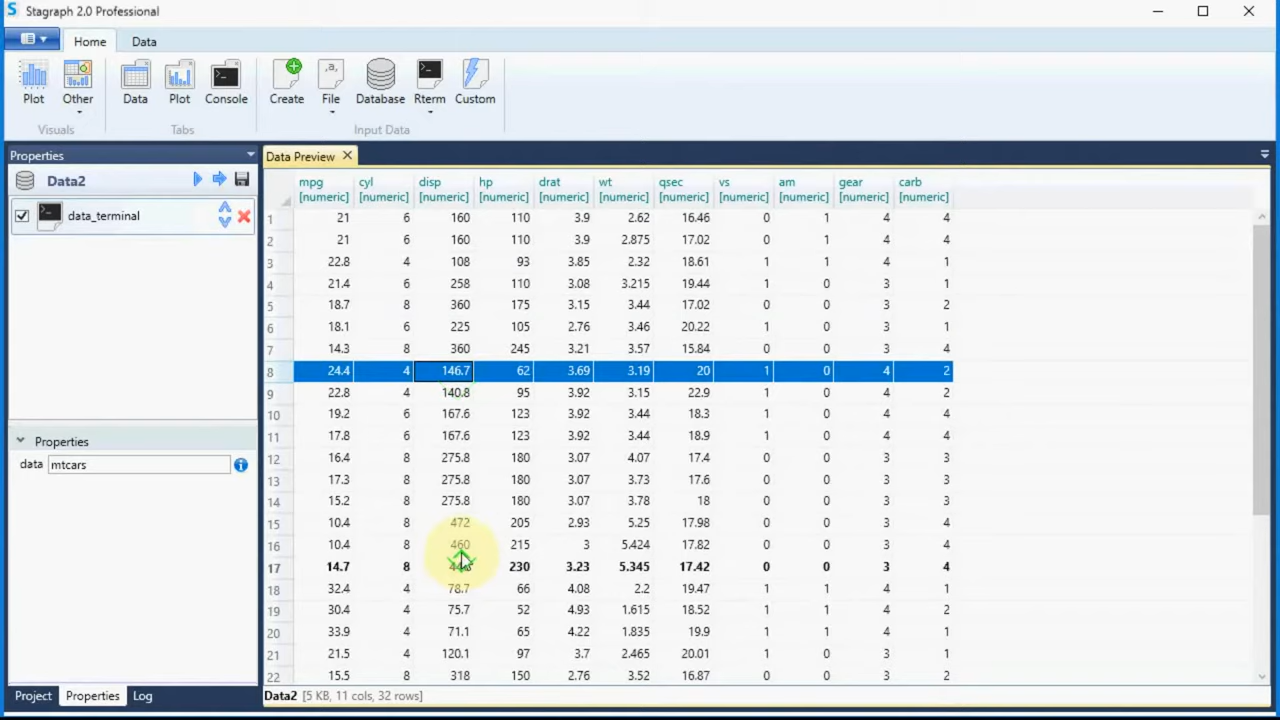 Stagraph 2.0 Professional
Home Data
Plot Other Data Plot Console Create File Database Rterm Custom
Visuals Tabs Input Data
Properties
Data2
data_terminal
Properties
data mtcars
Project Properties Log
Data Preview
mpg cyl disp hp drat wt qsec vs am gear carb
[numeric] [numeric] [numeric] [numeric] [numeric] [numeric] [numeric] [numeric] [numeric] [numeric] [numeric]
1 21 6 160 110 3.9 2.62 16.46 0 1 4 4
2 21 6 160 110 3.9 2.875 17.02 0 1 4 4
3 22.8 4 108 93 3.85 2.32 18.61 1 1 4 1
4 21.4 6 258 110 3.08 3.215 19.44 1 0 3 1
5 18.7 8 360 175 3.15 3.44 17.02 0 0 3 2
6 18.1 6 225 105 2.76 3.46 20.22 1 0 3 1
7 14.3 8 360 245 3.21 3.57 15.84 0 0 3 4
8 24.4 4 146.7 62 3.69 3.19 20 1 0 4 2
9 22.8 4 140.8 95 3.92 3.15 22.9 1 0 4 2
10 19.2 6 167.6 123 3.92 3.44 18.3 1 0 4 4
11 17.8 6 167.6 123 3.92 3.44 18.9 1 0 4 4
12 16.4 8 275.8 180 3.07 4.07 17.4 0 0 3 3
13 17.3 8 275.8 180 3.07 3.73 17.6 0 0 3 3
14 15.2 8 275.8 180 3.07 3.78 18 0 0 3 3
15 10.4 8 472 205 2.93 5.25 17.98 0 0 3 4
16 10.4 8 460 215 3 5.424 17.82 0 0 3 4
17 14.7 8 230 3.23 5.345 17.42 0 0 3 4
18 32.4 4 78.7 66 4.08 2.2 19.47 1 1 4 1
19 30.4 4 75.7 52 4.93 1.615 18.52 1 1 4 2
20 33.9 4 71.1 65 4.22 1.835 19.9 1 1 4 1
21 21.5 4 120.1 97 3.7 2.465 20.01 1 0 3 1
22 15.5 8 318 150 2.76 3.52 16.87 0 0 3 2
Data2 [5 KB, 11 cols, 32 rows]